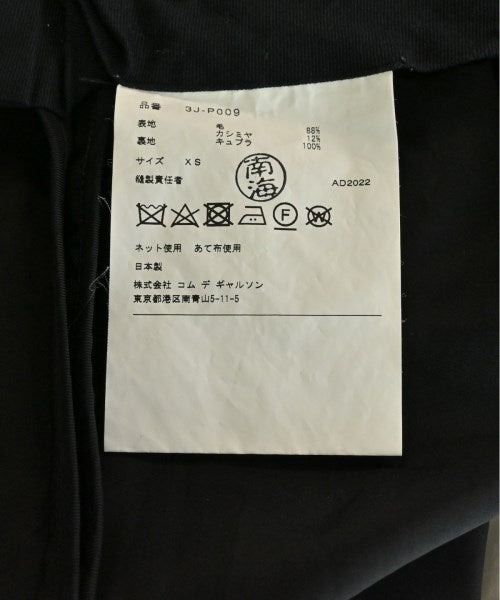 品番 3J-P009
表地 毛 88%
カシミヤ 12%
裏地 キュプラ 100%
サイズ XS
南海
縫製責任者 AD2022
F
W
ネット使用 あて布使用
日本製
株式会社 コム デ ギャルソン
東京都港区南青山5-11-5